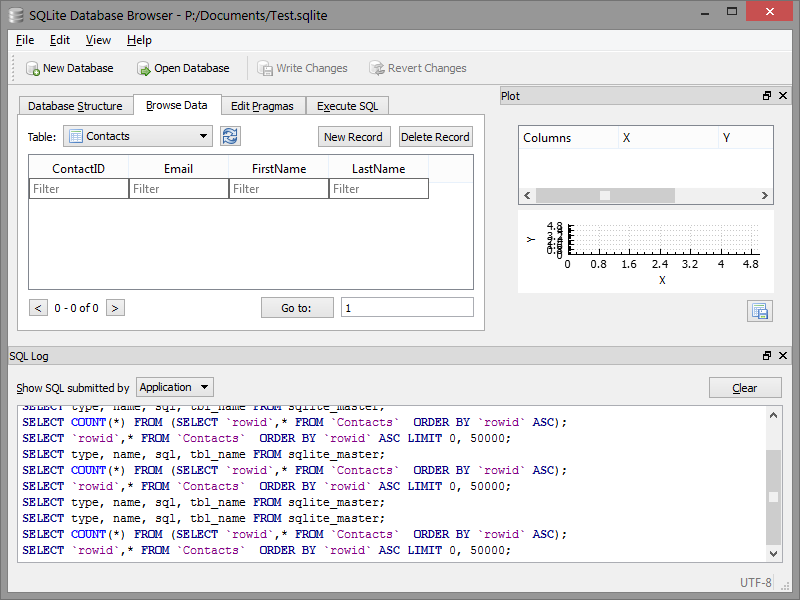 SQLite Database Browser - P:/Documents/Test.sqlite
File Edit View Help
New Database Open Database Write Changes Revert Changes
Database Structure Browse Data Edit Pragmas Execute SQL
Table: Contacts New Record Delete Record
ContactID Email FirstName LastName
Filter Filter Filter Filter
< 0 - 0 of 0 > Go to: 1
Plot
Columns X Y
Y
4.8
0
0 0.8 1.6 2.4 3.2 4 4.8
X
SQL Log
Show SQL submitted by Application Clear
SELECT type, name, sql, tbl_name FROM sqlite_master;
SELECT COUNT(*) FROM (SELECT `rowid`,* FROM `Contacts`  ORDER BY `rowid` ASC);
SELECT `rowid`,* FROM `Contacts`  ORDER BY `rowid` ASC LIMIT 0, 50000;
SELECT type, name, sql, tbl_name FROM sqlite_master;
SELECT COUNT(*) FROM (SELECT `rowid`,* FROM `Contacts`  ORDER BY `rowid` ASC);
SELECT `rowid`,* FROM `Contacts`  ORDER BY `rowid` ASC LIMIT 0, 50000;
SELECT type, name, sql, tbl_name FROM sqlite_master;
SELECT type, name, sql, tbl_name FROM sqlite_master;
SELECT COUNT(*) FROM (SELECT `rowid`,* FROM `Contacts`  ORDER BY `rowid` ASC);
SELECT `rowid`,* FROM `Contacts`  ORDER BY `rowid` ASC LIMIT 0, 50000;
UTF-8